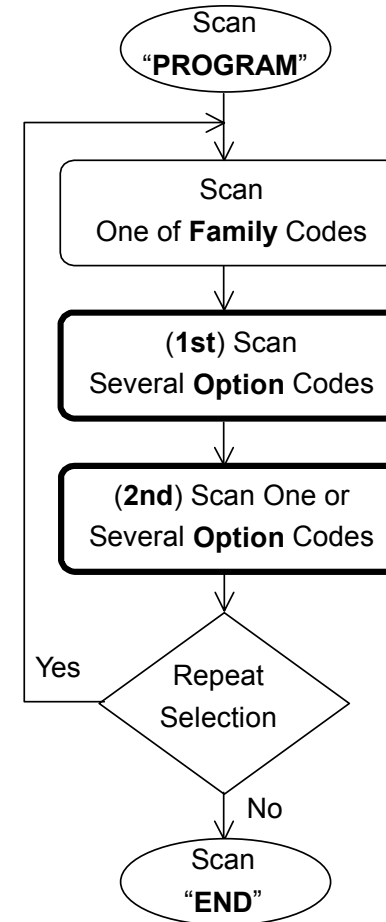 Scan
“PROGRAM”
Scan
One of Family Codes
(1st) Scan
Several Option Codes
(2nd) Scan One or
Several Option Codes
Yes
Repeat
Selection
No
Scan
“END”